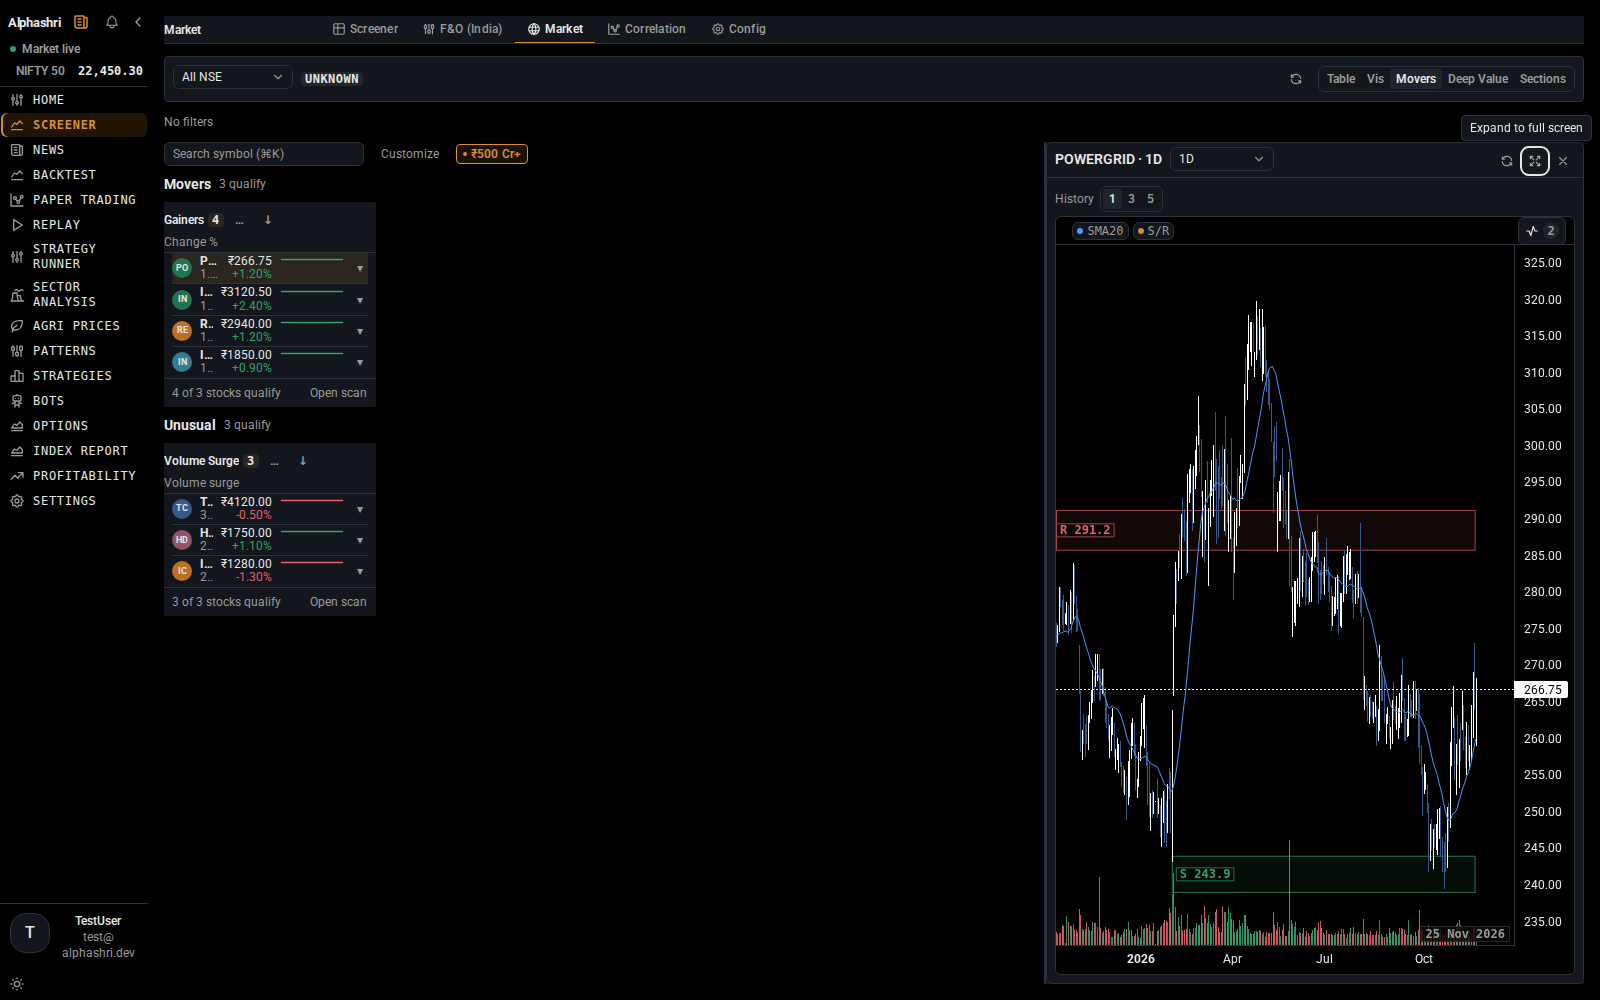 Alphashri
Market live
NIFTY 50 22,450.30
HOME
SCREENER
NEWS
BACKTEST
PAPER TRADING
REPLAY
STRATEGY
RUNNER
SECTOR
ANALYSIS
AGRI PRICES
PATTERNS
STRATEGIES
BOTS
OPTIONS
INDEX REPORT
PROFITABILITY
SETTINGS
T
TestUser
test@
alphashri.dev
Market
Screener F&O (India) Market Correlation Config
All NSE UNKNOWN
Table Vis Movers Deep Value Sections
No filters
Expand to full screen
Search symbol (⌘K) Customize • ₹500 Cr+
Movers 3 qualify
Gainers 4 ... ↓
Change %
PO P... ₹266.75 ▼
1.... +1.20%
IN I... ₹3120.50 ▼
1.. +2.40%
RE R.. ₹2940.00 ▼
1.. +1.20%
IN I... ₹1850.00 ▼
1.. +0.90%
4 of 3 stocks qualify Open scan
Unusual 3 qualify
Volume Surge 3 ... ↓
Volume surge
TC T.. ₹4120.00 ▼
3.. -0.50%
HD H.. ₹1750.00 ▼
2.. +1.10%
IC I... ₹1280.00 ▼
2.. -1.30%
3 of 3 stocks qualify Open scan
POWERGRID · 1D 1D
History 1 3 5
SMA20 S/R 2
325.00
320.00
315.00
310.00
305.00
300.00
295.00
290.00
285.00
280.00
275.00
270.00
266.75
265.00
260.00
255.00
250.00
245.00
240.00
235.00
R 291.2
S 243.9
25 Nov 2026
2026 Apr Jul Oct